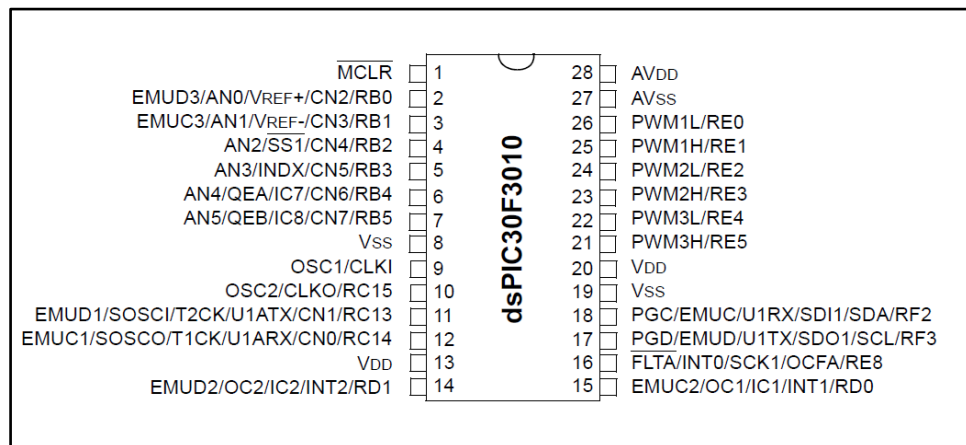 MCLR 1 28 AVDD
EMUD3/AN0/VREF+/CN2/RB0 2 27 AVSS
EMUC3/AN1/VREF-/CN3/RB1 3 26 PWM1L/RE0
AN2/SS1/CN4/RB2 4 25 PWM1H/RE1
AN3/INDX/CN5/RB3 5 24 PWM2L/RE2
AN4/QEA/IC7/CN6/RB4 6 23 PWM2H/RE3
AN5/QEB/IC8/CN7/RB5 7 22 PWM3L/RE4
VSS 8 21 PWM3H/RE5
OSC1/CLKI 9 20 VDD
OSC2/CLKO/RC15 10 19 VSS
EMUD1/SOSCI/T2CK/U1ATX/CN1/RC13 11 18 PGC/EMUC/U1RX/SDI1/SDA/RF2
EMUC1/SOSCO/T1CK/U1ARX/CN0/RC14 12 17 PGD/EMUD/U1TX/SDO1/SCL/RF3
VDD 13 16 FLTA/INT0/SCK1/OCFA/RE8
EMUD2/OC2/IC2/INT2/RD1 14 15 EMUC2/OC1/IC1/INT1/RD0
dsPIC30F3010